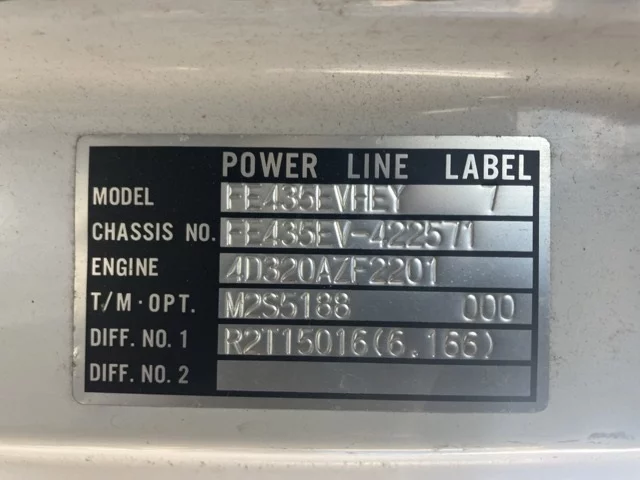 POWER LINE LABEL
MODEL FE435EVHEY 7
CHASSIS NO. FE435EV-422571
ENGINE 4D320AZF2201
T/M·OPT. M2S5188 000
DIFF. NO. 1 R2T15016(6.166)
DIFF. NO. 2